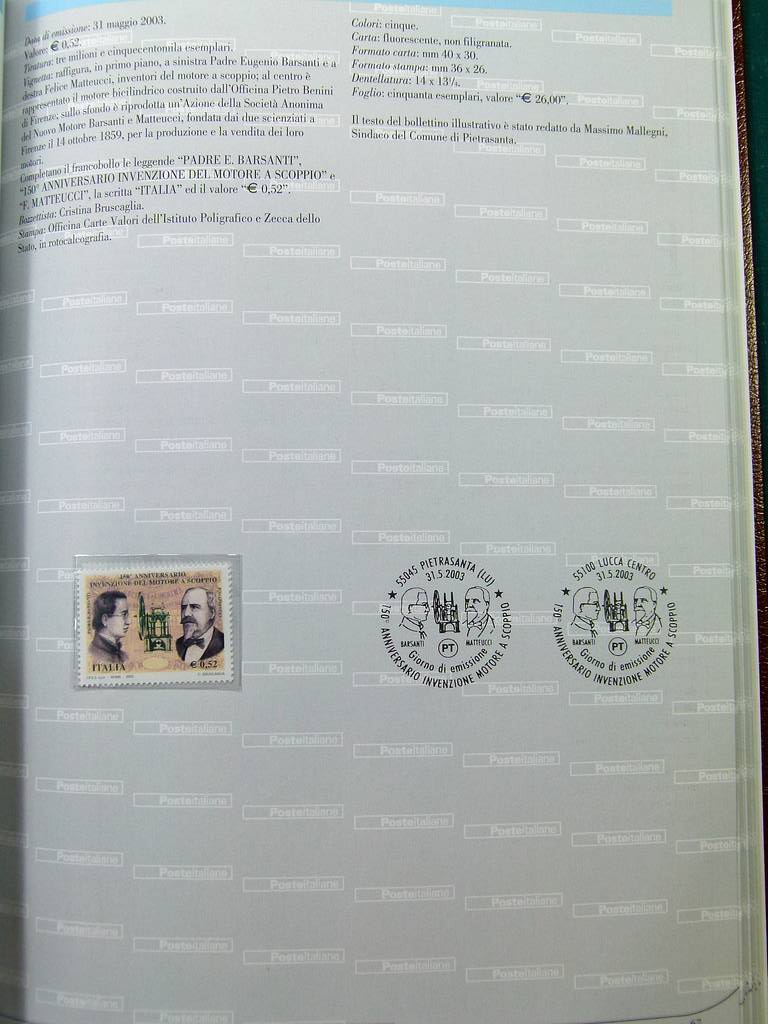 Data di emissione: 31 maggio 2003.
Valore: € 0,52.
Tiratura: tre milioni e cinquecentomila esemplari.
Vignetta: raffigura, in primo piano, a sinistra Padre Eugenio Barsanti e a
destra Felice Matteucci, inventori del motore a scoppio; al centro è
rappresentato il motore bicilindrico costruito dall'Officina Pietro Benini
di Firenze; sullo sfondo è riprodotta un'Azione della Società Anonima
del Nuovo Motore Barsanti e Matteucci, fondata dai due scienziati a
Firenze il 14 ottobre 1859, per la produzione e la vendita dei loro
motori.
Completano il francobollo le leggende “PADRE E. BARSANTI”,
“150° ANNIVERSARIO INVENZIONE DEL MOTORE A SCOPPIO” e
“F. MATTEUCCI”, la scritta “ITALIA” ed il valore “€ 0,52”.
Bozzettista: Cristina Bruscaglia.
Stampa: Officina Carte Valori dell'Istituto Poligrafico e Zecca dello
Stato, in rotocalcografia.
Colori: cinque.
Carta: fluorescente, non filigranata.
Formato carta: mm 40 x 30.
Formato stampa: mm 36 x 26.
Dentellatura: 14 x 13¼.
Foglio: cinquanta esemplari, valore “€ 26,00”.
Il testo del bollettino illustrativo è stato redatto da Massimo Mallegni,
Sindaco del Comune di Pietrasanta.
150° ANNIVERSARIO
INVENZIONE DEL MOTORE A SCOPPIO
ITALIA
€ 0,52
55045 PIETRASANTA (LU)
31.5.2003
BARSANTI
MATTEUCCI
PT
Giorno di emissione
150° ANNIVERSARIO INVENZIONE MOTORE A SCOPPIO
55100 LUCCA CENTRO
31.5.2003
BARSANTI
MATTEUCCI
PT
Giorno di emissione
150° ANNIVERSARIO INVENZIONE MOTORE A SCOPPIO
Posteitaliane